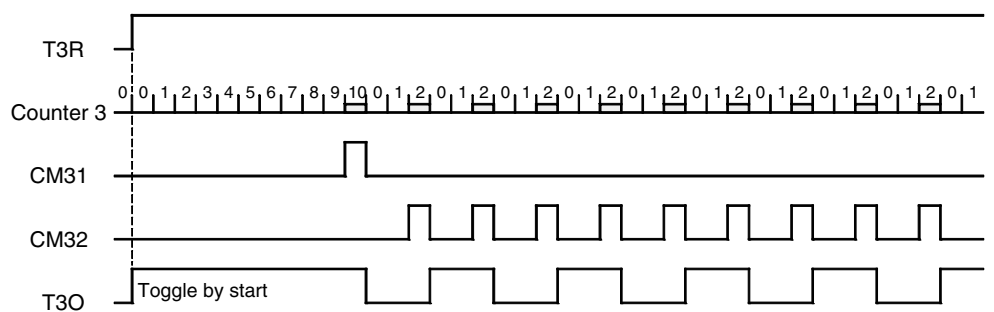 T3R
0 0 1 2 3 4 5 6 7 8 9 10 0 1 2 0 1 2 0 1 2 0 1 2 0 1 2 0 1 2 0 1 2 0 1 2 0 1 2 0 1
Counter 3
CM31
CM32
Toggle by start
T3O